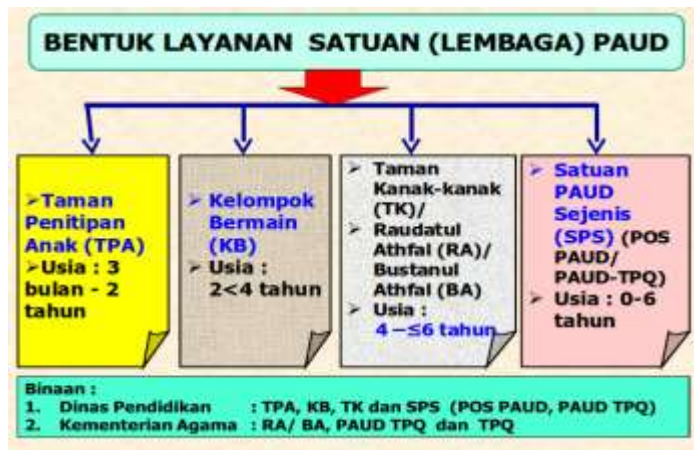 BENTUK LAYANAN SATUAN (LEMBAGA) PAUD
➢Taman
Penitipan
Anak (TPA)
➢Usia : 3
bulan - 2
tahun
➢ Kelompok
Bermain
(KB)
➢ Usia :
2<4 tahun
➢ Taman
Kanak-kanak
(TK)/
➢ Raudatul
Athfal (RA)/
Bustanul
Athfal (BA)
➢ Usia :
4 –≤6 tahun
➢ Satuan
PAUD
Sejenis
(SPS) (POS
PAUD/
PAUD-TPQ)
➢ Usia : 0-6
tahun
Binaan :
1. Dinas Pendidikan : TPA, KB, TK dan SPS (POS PAUD, PAUD TPQ)
2. Kementerian Agama : RA/ BA, PAUD TPQ dan TPQ